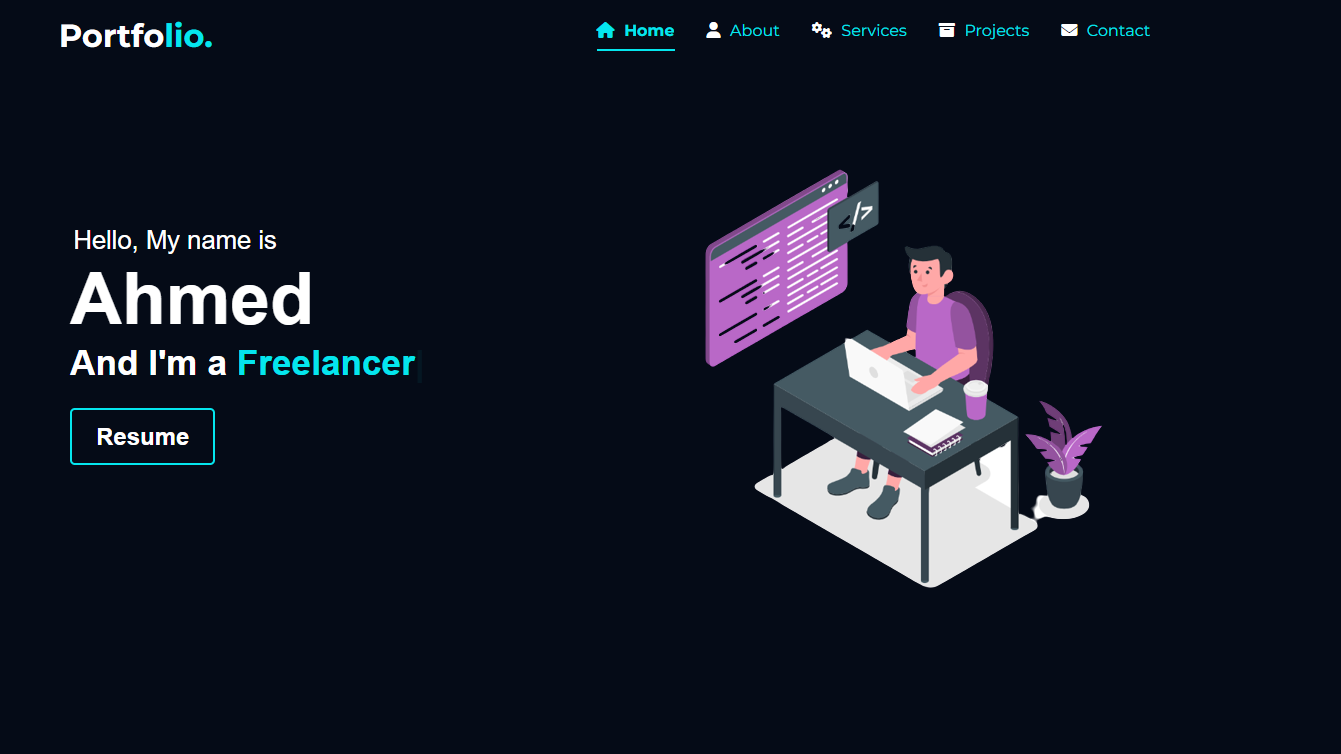 Portfolio.
Home About Services Projects Contact
</>
Hello, My name is
Ahmed
And I'm a Freelancer
Resume